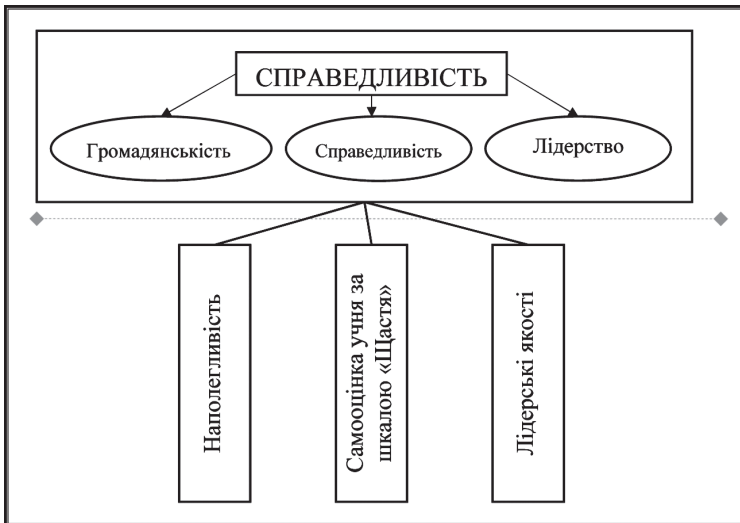 СПРАВЕДЛИВІСТЬ
Громадянськість
Справедливість
Лідерство
Наполегливість
Самооцінка учня за
шкалою «Щастя»
Лідерські якості